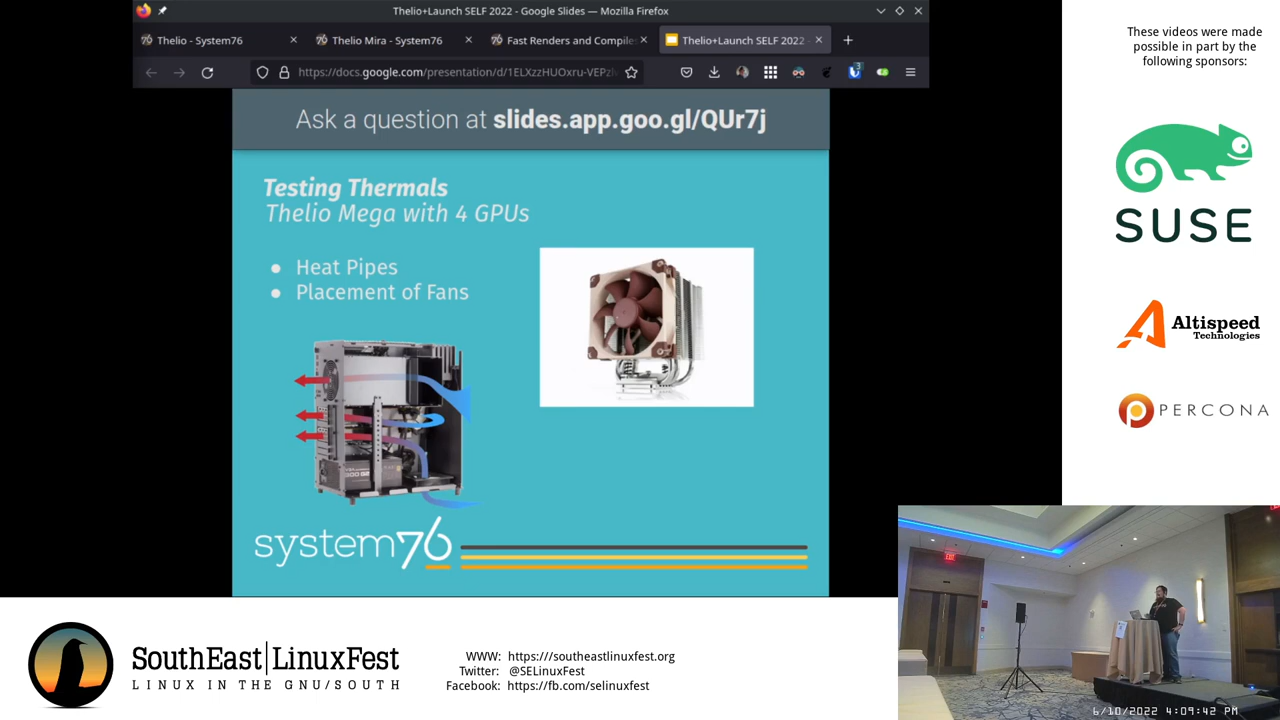 Thelio+Launch SELF 2022 - Google Slides — Mozilla Firefox
Thelio - System76
Thelio Mira - System76
Fast Renders and Compiles
Thelio+Launch SELF 2022 -
https://docs.google.com/presentation/d/1ELXzzHUOxru-VEPzl
Ask a question at slides.app.goo.gl/QUr7j
Testing Thermals
Thelio Mega with 4 GPUs
● Heat Pipes
● Placement of Fans
system76
These videos were made
possible in part by the
following sponsors:
SUSE
Altispeed
Technologies
PERCONA
SouthEast LinuxFest
LINUX IN THE GNU/SOUTH
WWW: https:///southeastlinuxfest.org
Twitter: @SELinuxFest
Facebook: https://fb.com/selinuxfest
EXIT
6/10/2022 4:09:42 PM